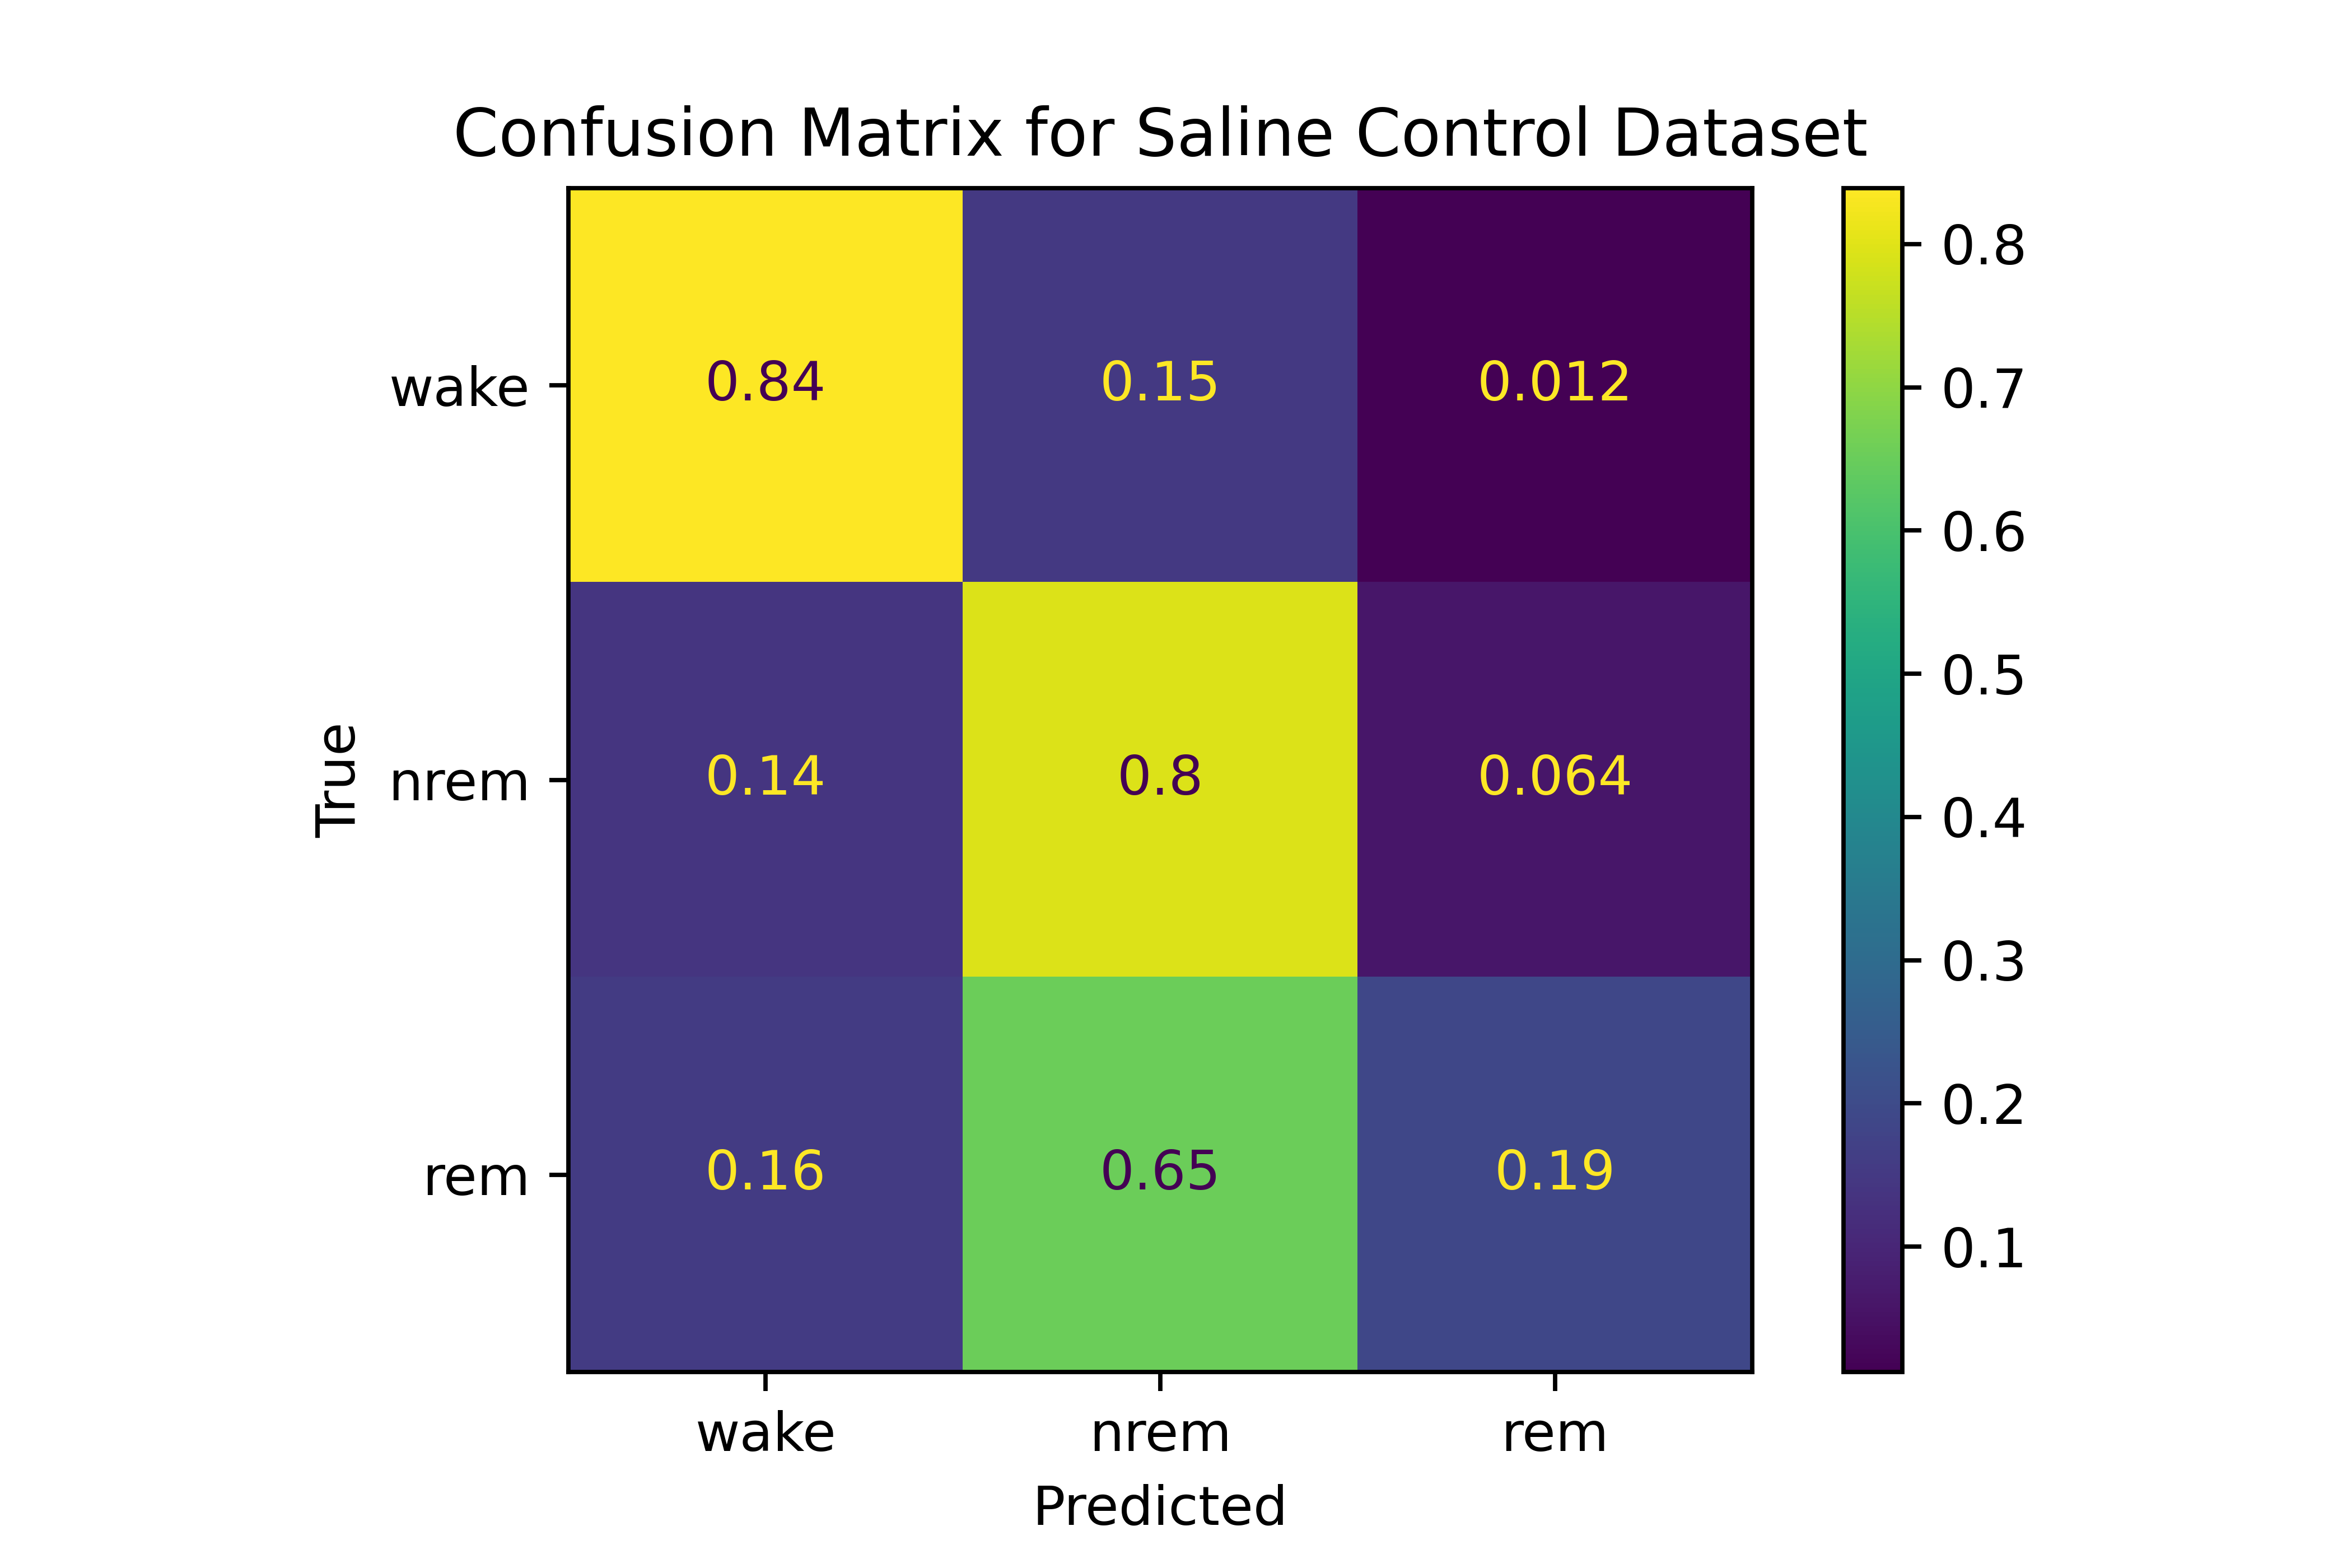 Confusion Matrix for Saline Control Dataset
wake 0.84 0.15 0.012
nrem 0.14 0.8 0.064
rem 0.16 0.65 0.19
wake nrem rem
Predicted
True
0.8
0.7
0.6
0.5
0.4
0.3
0.2
0.1